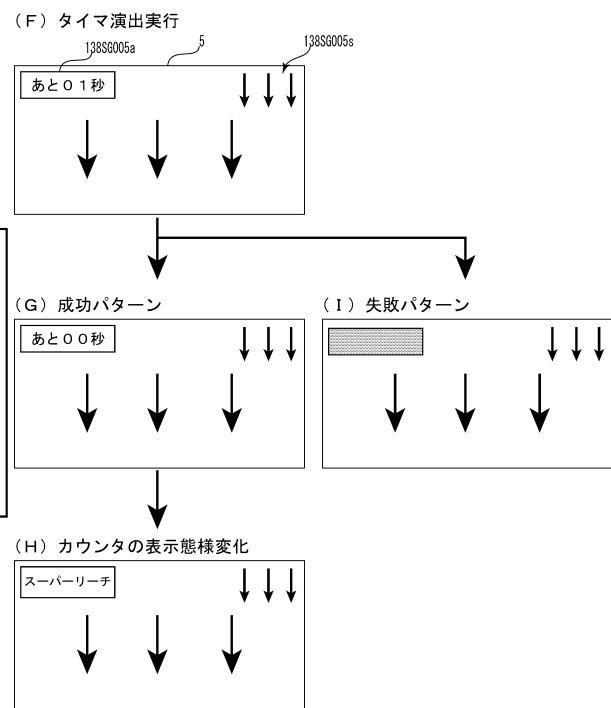 （Ｆ）タイマ演出実行
138SG005a
5
138SG005s
あと０１秒
（Ｇ）成功パターン
（Ｉ）失敗パターン
あと００秒
（Ｈ）カウンタの表示態様変化
スーパーリーチ